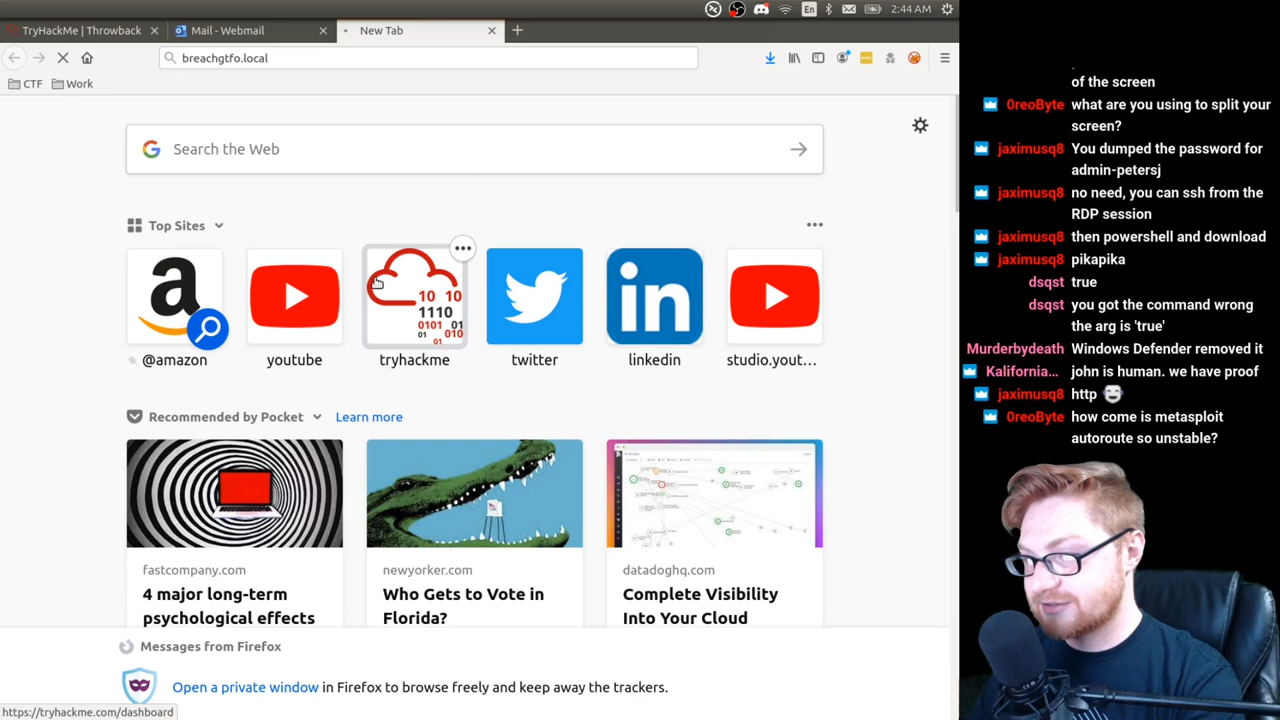 2:44 AM
En
TryHackMe | Throwback
Mail - Webmail
New Tab
breachgtfo.local
CTF
Work
Search the Web
Top Sites
@amazon
youtube
tryhackme
twitter
linkedin
studio.yout...
10 10
1110
0101 01
01 010
01
in
a
Recommended by Pocket
Learn more
fastcompany.com
4 major long-term
psychological effects
newyorker.com
Who Gets to Vote in
Florida?
datadoghq.com
Complete Visibility
Into Your Cloud
Messages from Firefox
Open a private window in Firefox to browse freely and keep away the trackers.
https://tryhackme.com/dashboard
of the screen
0reoByte what are you using to split your
screen?
jaximusq8 You dumped the password for
admin-petersj
jaximusq8 no need, you can ssh from the
RDP session
jaximusq8 then powershell and download
jaximusq8 pikapika
dsqst true
dsqst you got the command wrong
the arg is 'true'
Murderbydeath Windows Defender removed it
Kalifornia... john is human. we have proof
jaximusq8 http
0reoByte how come is metasploit
autoroute so unstable?